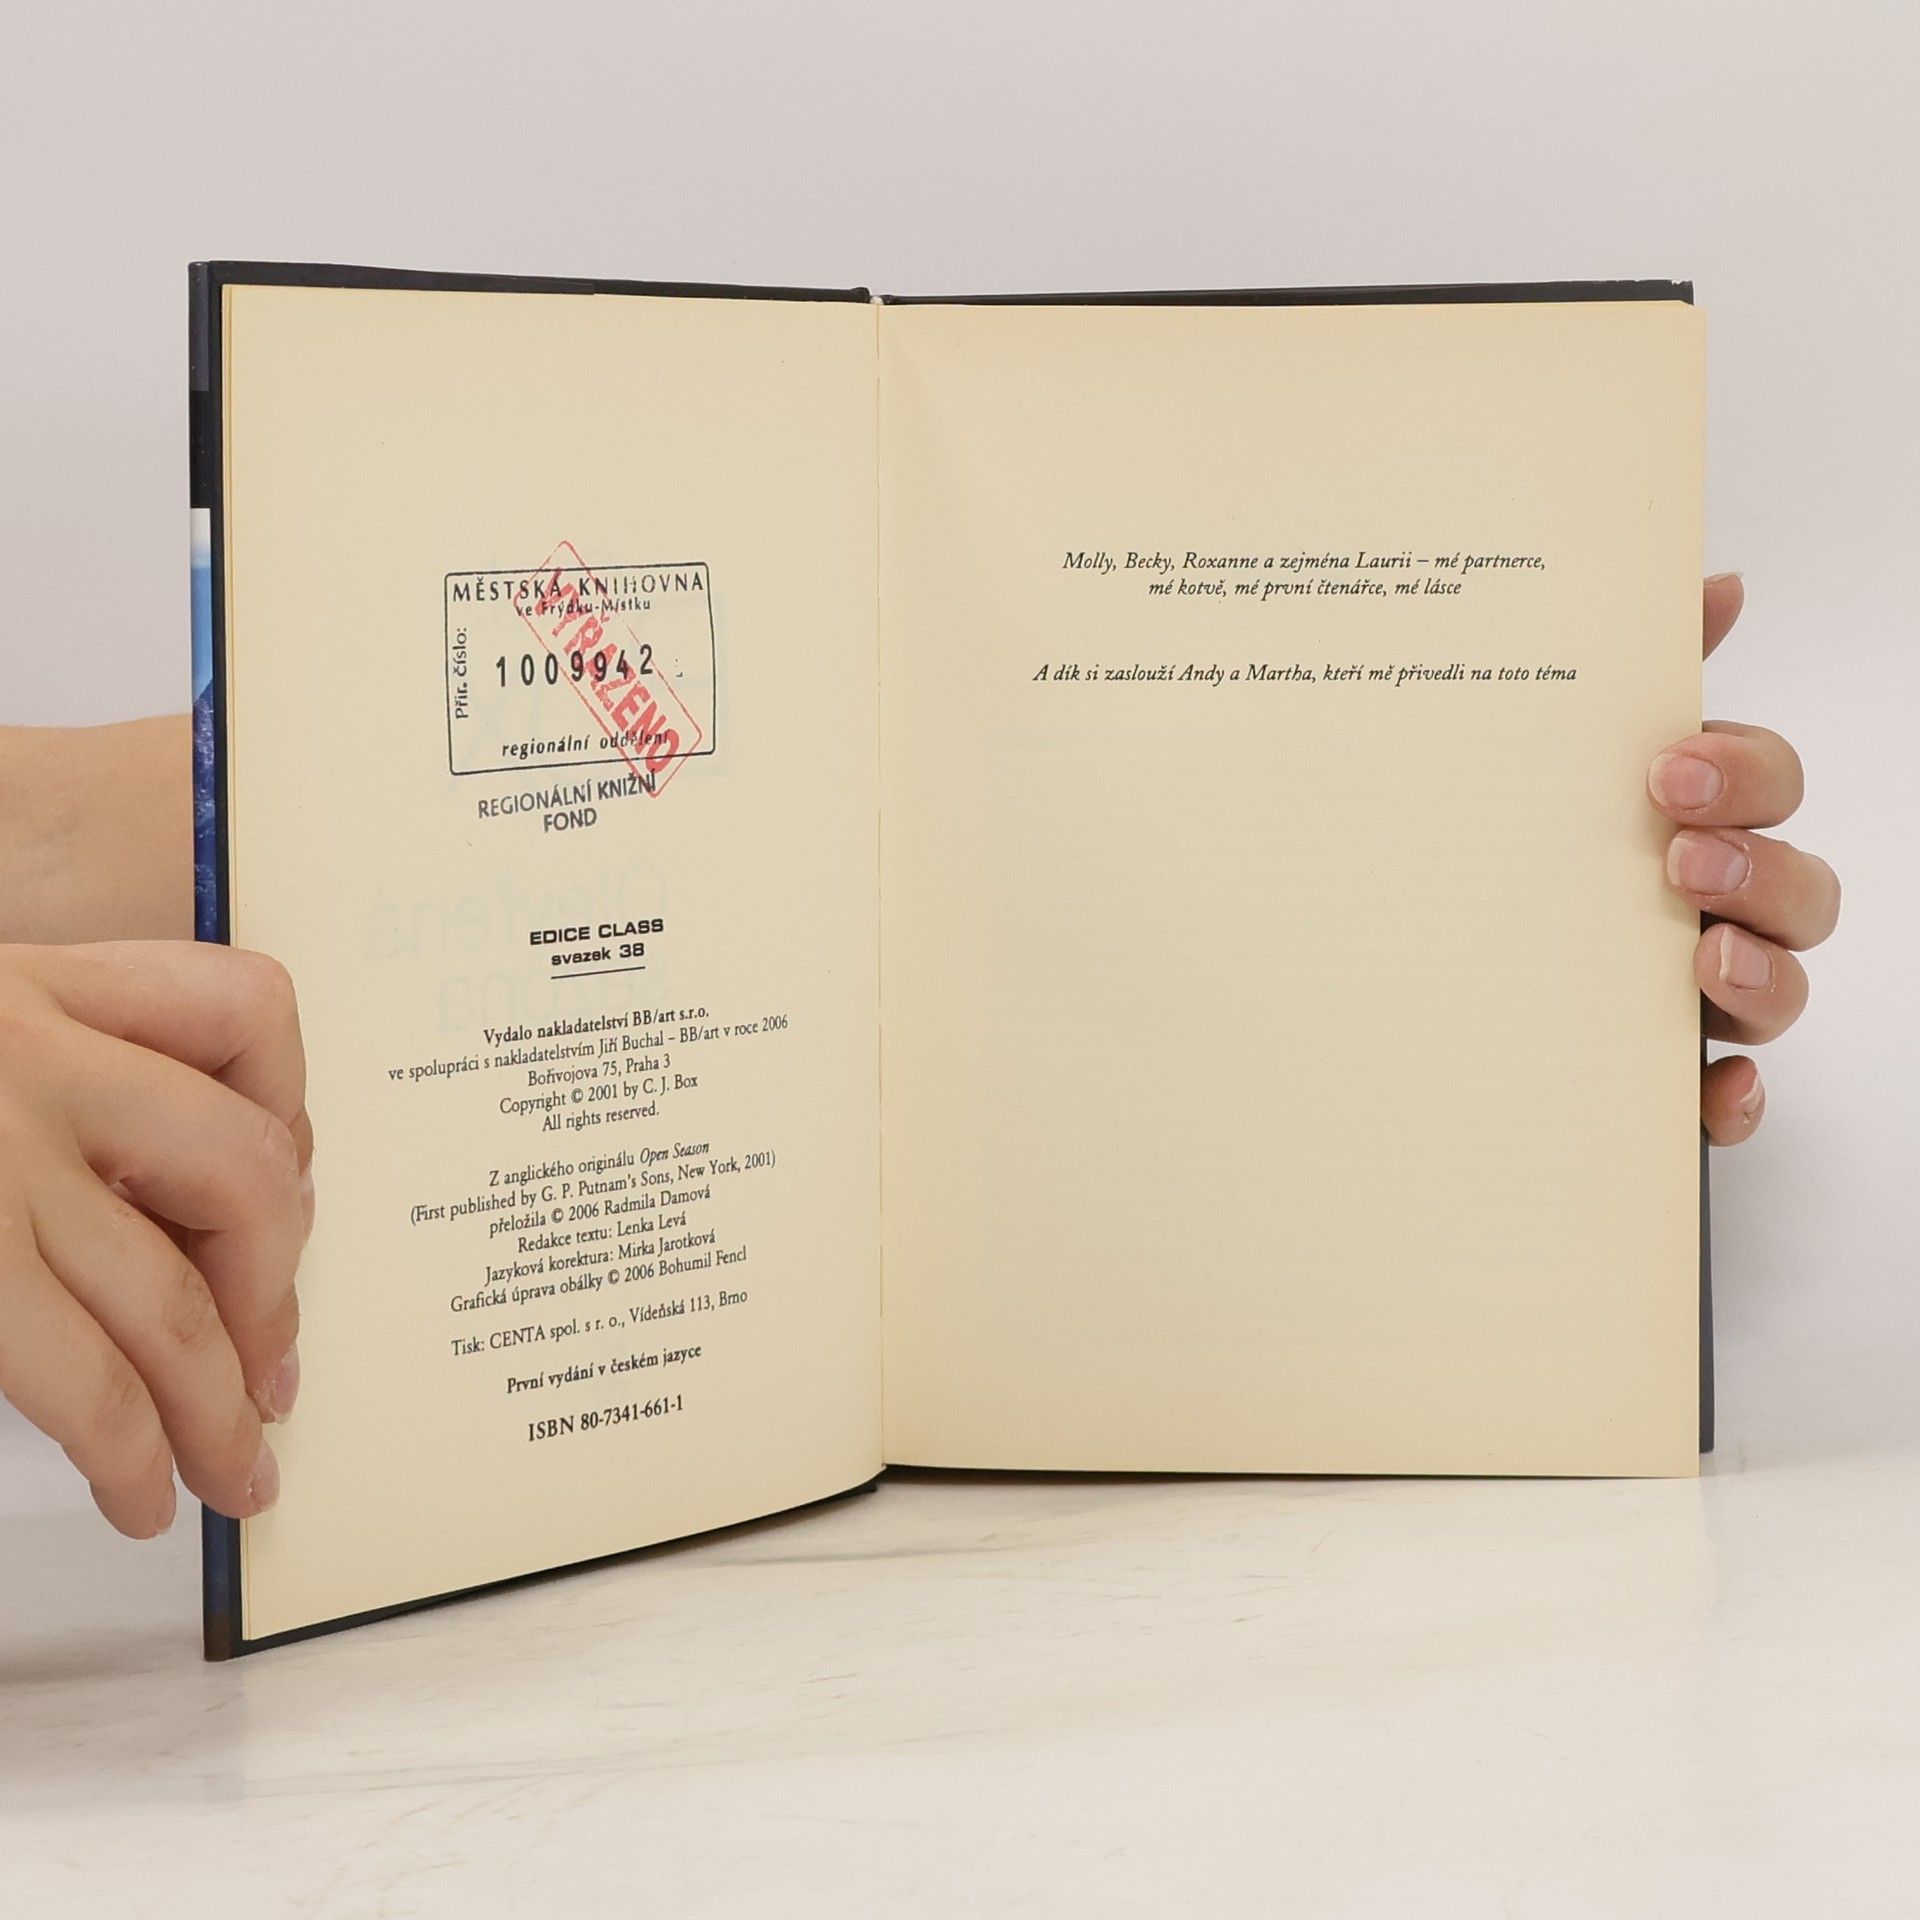 MĚSTSKÁ KNIHOVNA
ve Frýdku-Místku
Přír. číslo:
1009942
regionální oddělení
VYŘAZENO
REGIONÁLNÍ KNIŽNÍ
FOND
EDICE CLASS
svazek 38
Vydalo nakladatelství BB/art s.r.o.
ve spolupráci s nakladatelstvím Jiří Buchal – BB/art v roce 2006
Bořivojova 75, Praha 3
Copyright © 2001 by C. J. Box
All rights reserved.
Z anglického originálu Open Season
(First published by G. P. Putnam's Sons, New York, 2001)
přeložila © 2006 Radmila Damová
Redakce textu: Lenka Levá
Jazyková korektura: Mirka Jarotková
Grafická úprava obálky © 2006 Bohumil Fencl
Tisk: CENTA spol. s r. o., Vídeňská 113, Brno
První vydání v českém jazyce
ISBN 80-7341-661-1
Molly, Becky, Roxanne a zejména Laurii – mé partnerce,
mé kotvě, mé první čtenářce, mé lásce
A dík si zaslouží Andy a Martha, kteří mě přivedli na toto téma